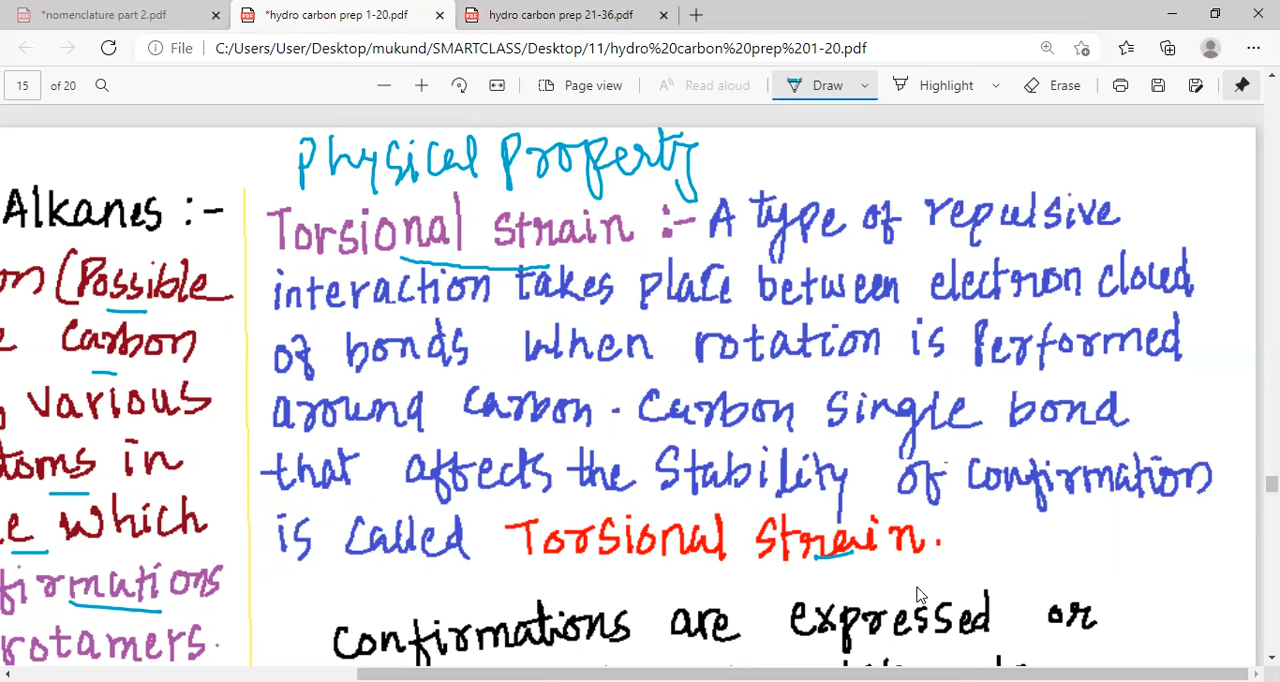 *nomenclature part 2.pdf
*hydro carbon prep 1-20.pdf
hydro carbon prep 21-36.pdf
File
C:/Users/User/Desktop/mukund/SMARTCLASS/Desktop/11/hydro%20carbon%20prep%201-20.pdf
15 of 20
Page view
Read aloud
Draw
Highlight
Erase
Physical Property
Alkanes :-
on (Possible
e carbon
various
toms in
e which
firmations
rotamers.
Torsional strain :- A type of repulsive
interaction takes place between electron cloud
of bonds when rotation is Performed
around carbon - carbon single bond
that affects the Stability of confirmation
is called Torsional strain.
confirmations are expressed or